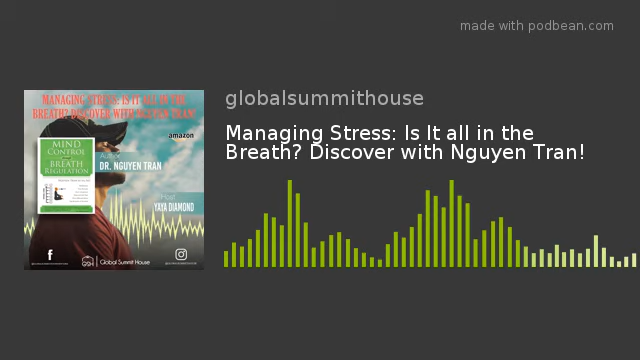 made with podbean.com
globalsummithouse
Managing Stress: Is It all in the
Breath? Discover with Nguyen Tran!
MANAGING STRESS: IS IT ALL IN THE
BREATH? DISCOVER WITH NGUYEN TRAN!
amazon
MIND
CONTROL
BREATH
REGULATION
Author
DR. NGUYEN TRAN
Host
YAYA DIAMOND
GSH
Global Summit House